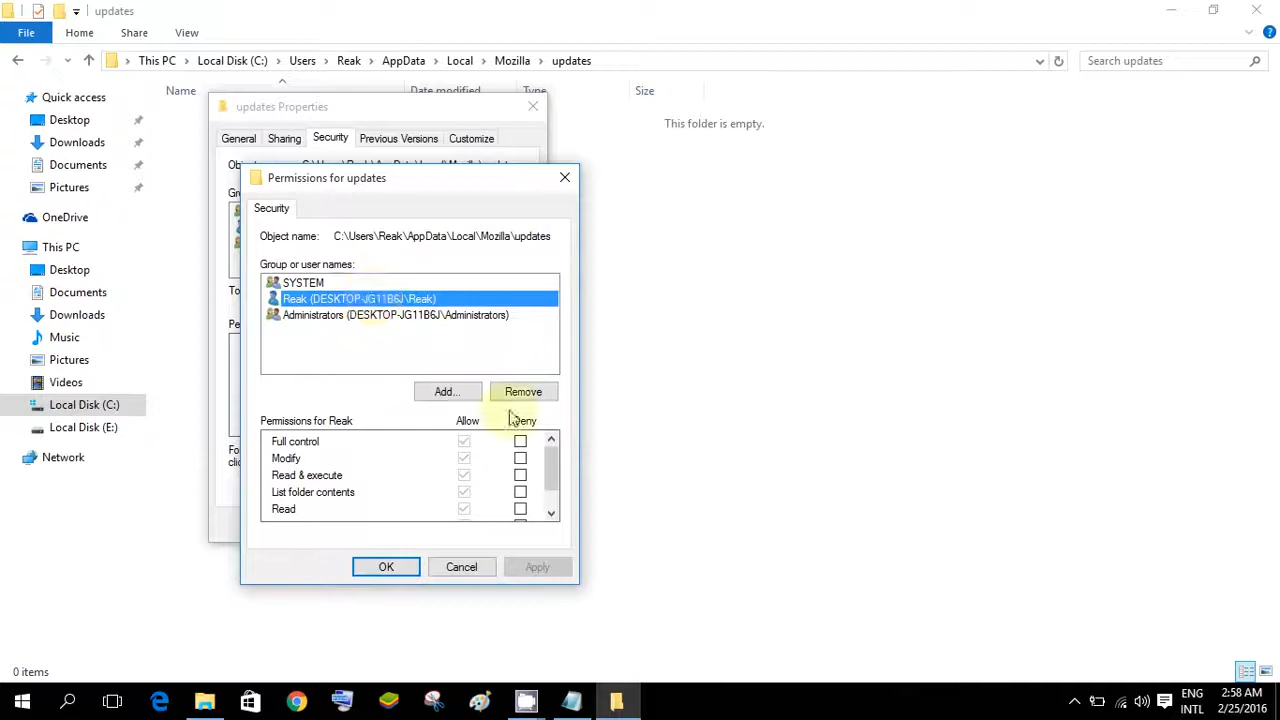 updates
File Home Share View
This PC Local Disk (C:) Users Reak AppData Local Mozilla updates
Search updates
Name Date modified Type Size
This folder is empty.
Quick access
Desktop
Downloads
Documents
Pictures
OneDrive
This PC
Desktop
Documents
Downloads
Music
Pictures
Videos
Local Disk (C:)
Local Disk (E:)
Network
updates Properties
General Sharing Security Previous Versions Customize
Permissions for updates
Security
Object name: C:\Users\Reak\AppData\Local\Mozilla\updates
Group or user names:
SYSTEM
Reak (DESKTOP-JG11B6J\Reak)
Administrators (DESKTOP-JG11B6J\Administrators)
Add... Remove
Permissions for Reak Allow Deny
Full control
Modify
Read & execute
List folder contents
Read
OK Cancel Apply
0 items
ENG 2:58 AM
INTL 2/25/2016